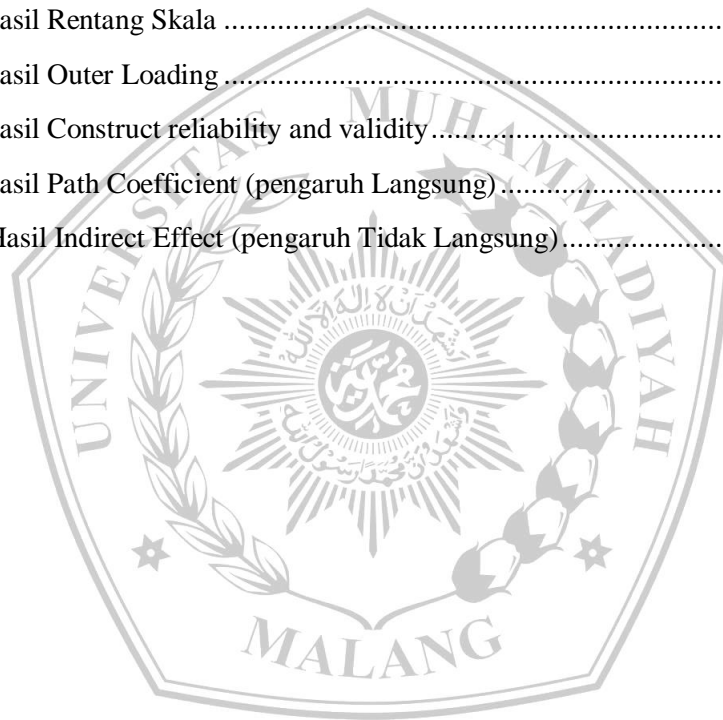 asil Rentang Skala ................................................................
asil Outer Loading ................................................................
asil Construct reliability and validity ................................................................
asil Path Coefficient (pengaruh Langsung) ................................................................
Hasil Indirect Effect (pengaruh Tidak Langsung) ................................................................
UNIVERSITAS MUHAMMADIYAH
MALANG